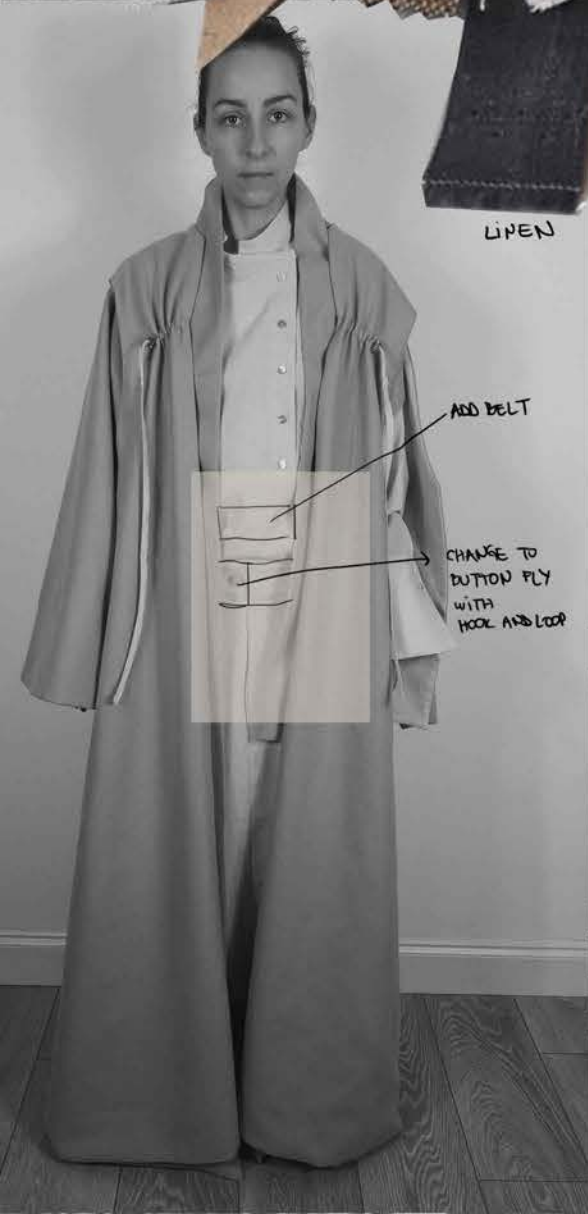 LINEN
ADD BELT
CHANGE TO
BUTTON FLY
WITH
HOOK AND LOOP